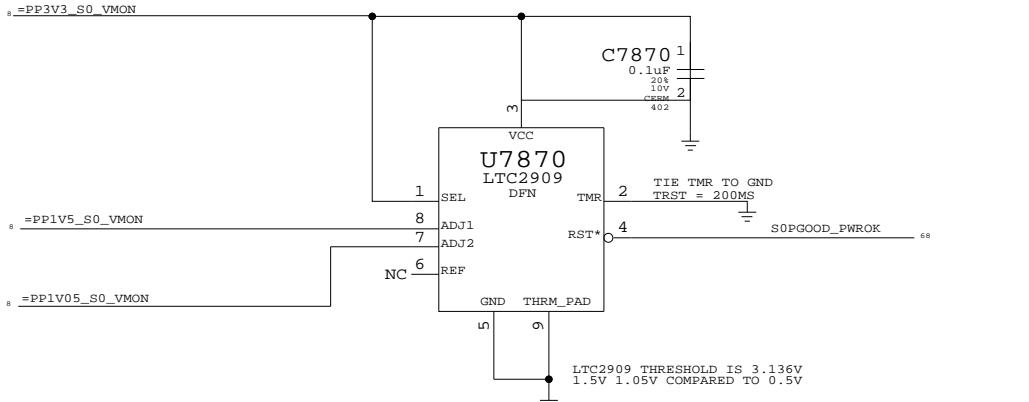 8 =PP3V3_S0_VMON
C7870 1
0.1uF
20%
10V
CERM 2
402
3
VCC
U7870
LTC2909
DFN
1 SEL
TMR 2
TIE TMR TO GND
TRST = 200MS
8 =PP1V5_S0_VMON
8 ADJ1
7 ADJ2
RST* 4
S0PGOOD_PWROK 68
NC 6 REF
8 =PP1V05_S0_VMON
GND THRM_PAD
5 9
LTC2909 THRESHOLD IS 3.136V
1.5V 1.05V COMPARED TO 0.5V